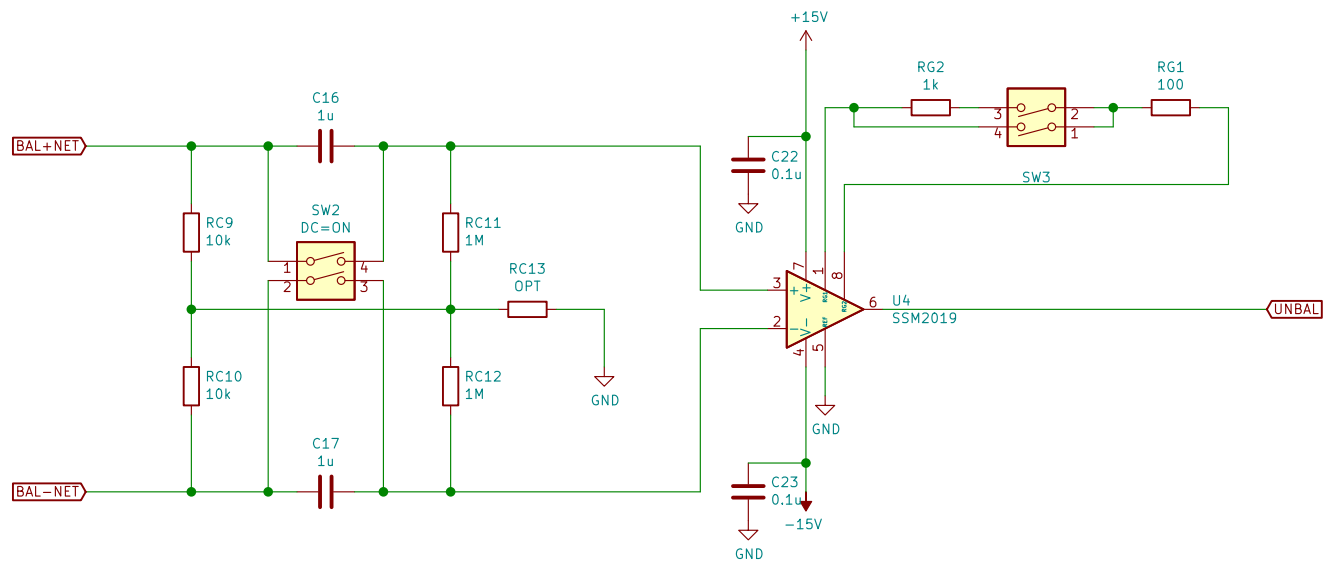 +15V
RG2
1k
RG1
100
C16
1u
3
2
4
1
BAL+NET
C22
0.1u
SW3
GND
SW2
DC=ON
RC9
10k
RC11
1M
1
4
2
3
RC13
OPT
7
1
8
3
+
V+
RG1
RG2
6
U4
SSM2019
UNBAL
2
-
V-
REF
4
5
RC10
10k
RC12
1M
GND
GND
C17
1u
BAL-NET
C23
0.1u
-15V
GND